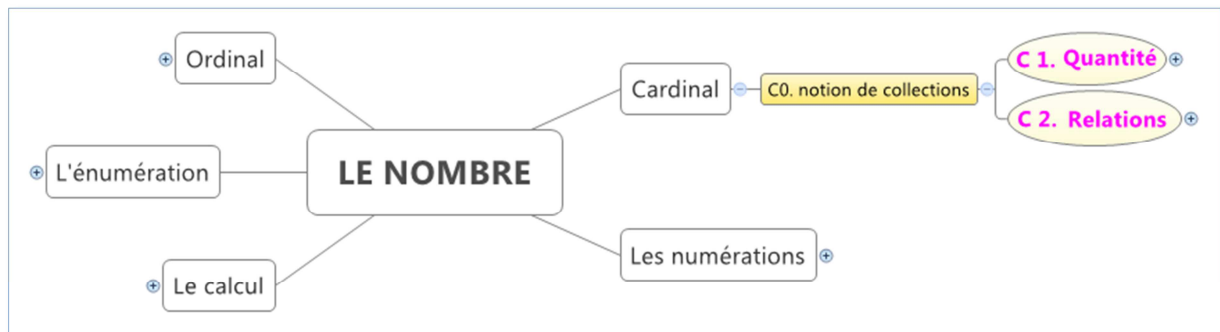 Ordinal
L'énumération
Le calcul
LE NOMBRE
Cardinal
C0. notion de collections
C 1. Quantité
C 2. Relations
Les numérations